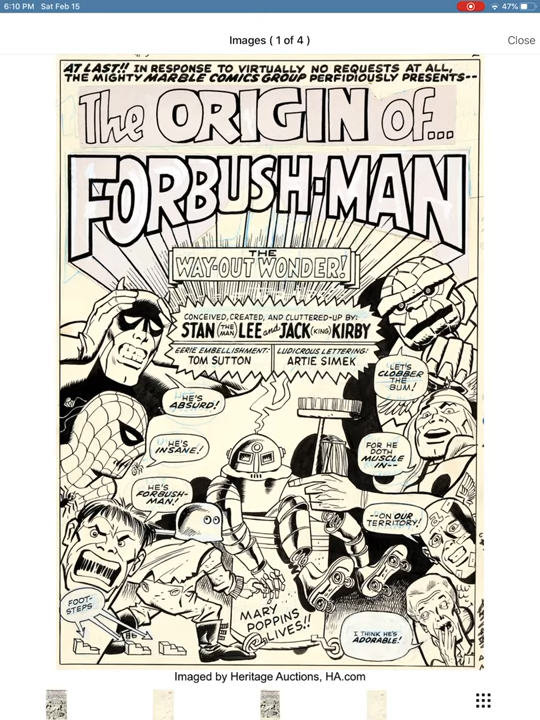 6:10 PM Sat Feb 15
47%
Images ( 1 of 4 )
Close
AT LAST!! IN RESPONSE TO VIRTUALLY NO REQUESTS AT ALL,
THE MIGHTY MARBLE COMICS GROUP PERFIDIOUSLY PRESENTS--
The ORIGIN OF...
FORBUSH-MAN
THE
WAY-OUT WONDER!
CONCEIVED, CREATED, AND CLUTTERED-UP BY:
STAN (THE MAN) LEE and JACK (KING) KIRBY
EERIE EMBELLISHMENT:
TOM SUTTON
LUDICROUS LETTERING:
ARTIE SIMEK
LET'S
CLOBBER
THE
BUM!
HE'S
ABSURD!
HE'S
INSANE!
FOR HE
DOTH
MUSCLE
IN--
HE'S
FORBUSH-
MAN!
--ON OUR
TERRITORY!
FOOT-
STEPS
MARY
POPPINS
LIVES!!
I THINK HE'S
ADORABLE!
1
Imaged by Heritage Auctions, HA.com